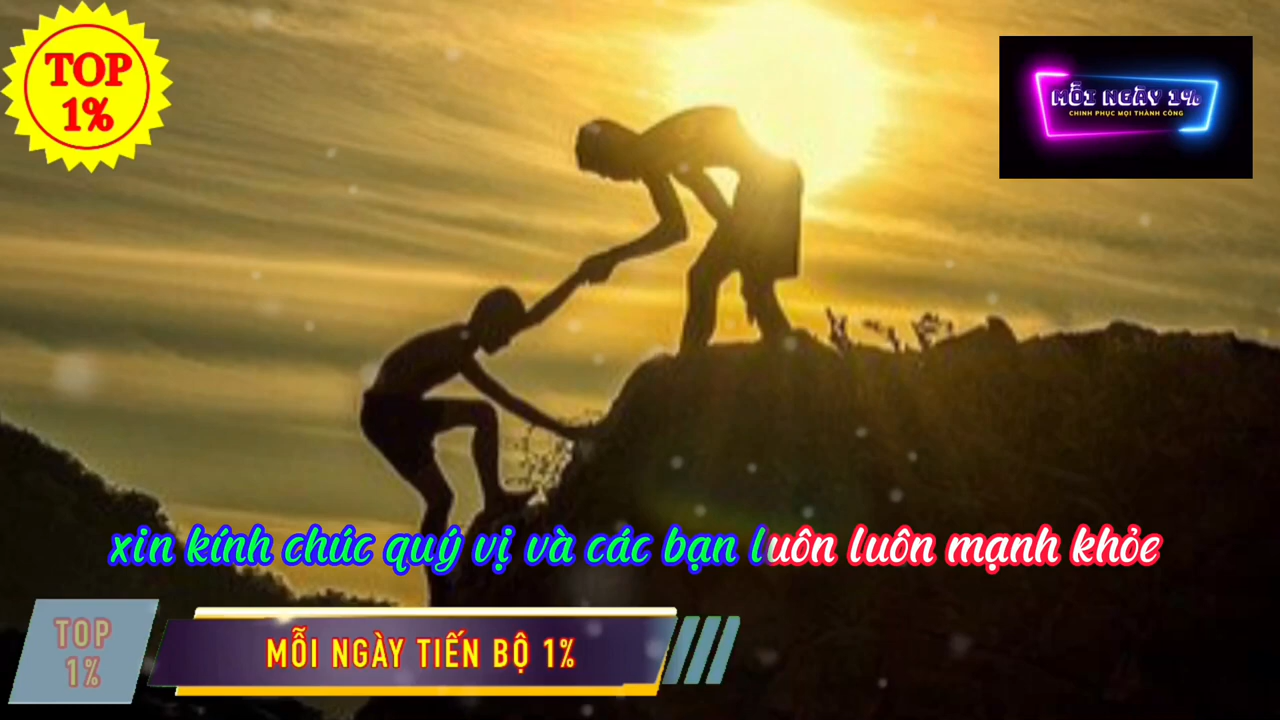 TOP
1%
MỖI NGÀY 1%
CHINH PHỤC MỌI THÀNH CÔNG
xin kính chúc quý vị và các bạn luôn luôn mạnh khỏe
TOP
1%
MỖI NGÀY TIẾN BỘ 1%